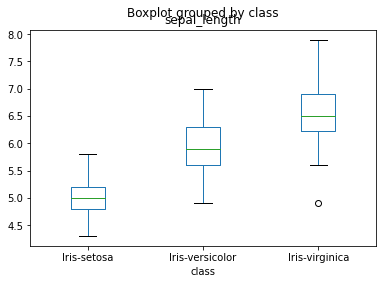 Boxplot grouped by class
sepal_length
8.0
7.5
7.0
6.5
6.0
5.5
5.0
4.5
Iris-setosa Iris-versicolor Iris-virginica
class